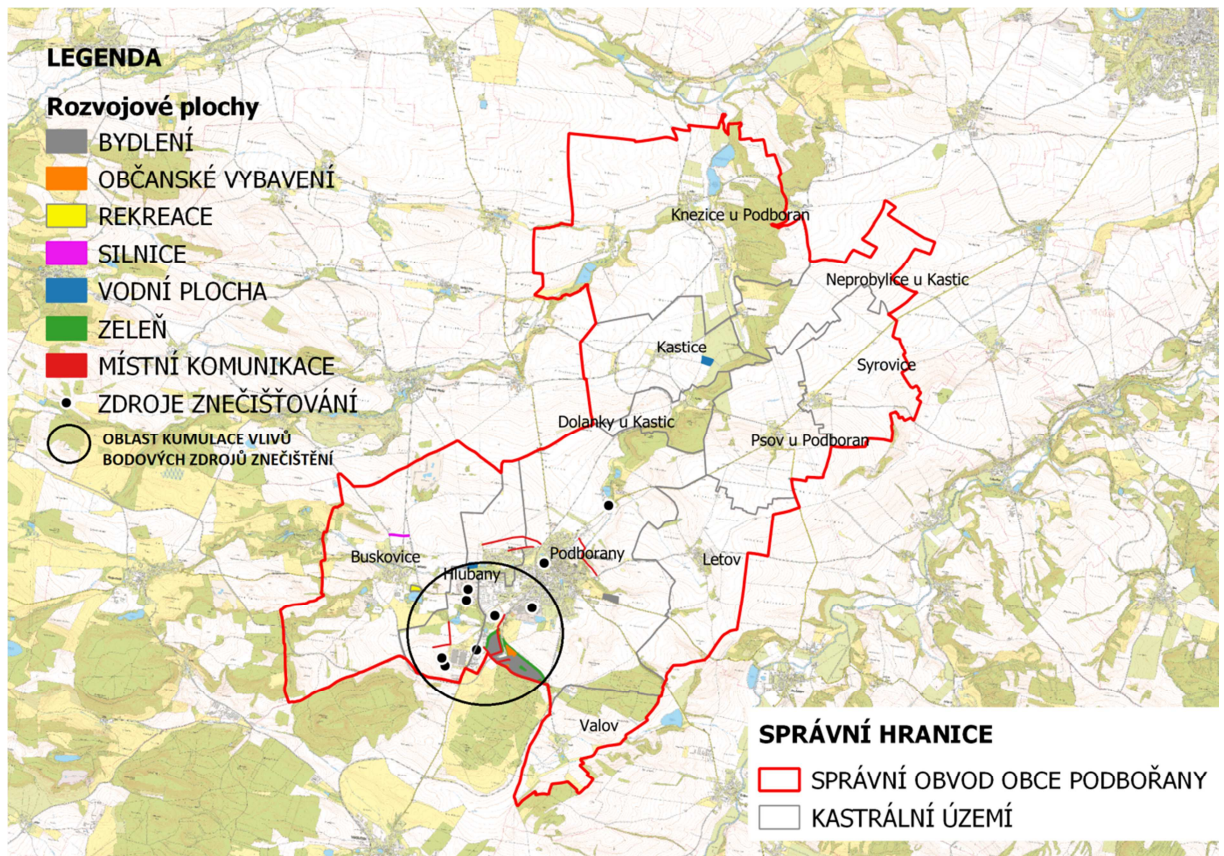 LEGENDA
Rozvojové plochy
BYDLENÍ
OBČANSKÉ VYBAVENÍ
REKREACE
SILNICE
VODNÍ PLOCHA
ZELEŇ
MÍSTNÍ KOMUNIKACE
ZDROJE ZNEČIŠŤOVÁNÍ
OBLAST KUMULACE VLIVŮ
BODOVÝCH ZDROJŮ ZNEČIŠTĚNÍ
Knezice u Podboran
Neprobylice u Kastic
Kastice
Syrovice
Dolanky u Kastic
Psov u Podboran
Buskovice
Hlubany
Podborany
Letov
Valov
SPRÁVNÍ HRANICE
SPRÁVNÍ OBVOD OBCE PODBOŘANY
KASTRÁLNÍ ÚZEMÍ